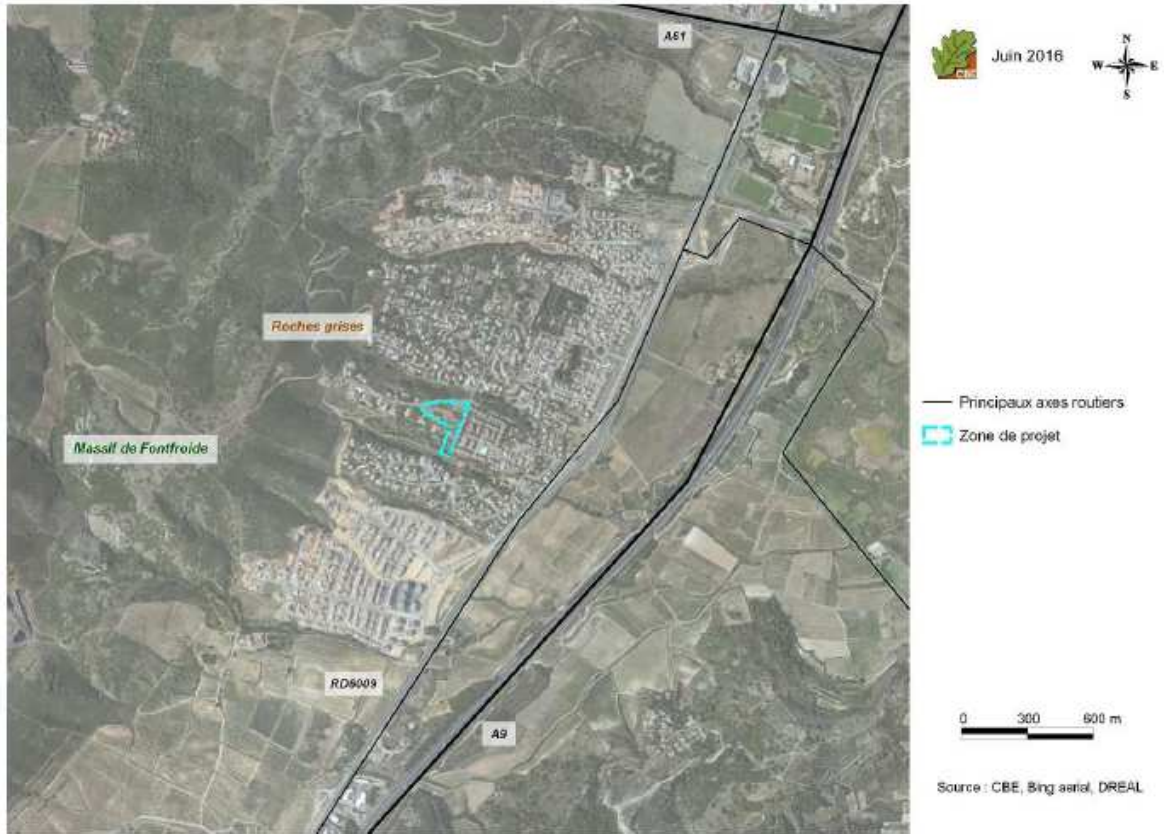 A61
Roches grises
Massif de Fontfroide
RD6009
A9
CBE
Juin 2016
N
W E
S
Principaux axes routiers
Zone de projet
0 300 600 m
Source : CBE, Bing aerial, DREAL